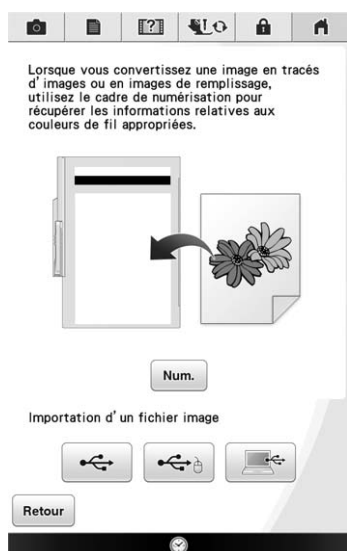 Lorsque vous convertissez une image en tracés
d'images ou en images de remplissage,
utilisez le cadre de numérisation pour
récupérer les informations relatives aux
couleurs de fil appropriées.
Num.
Importation d'un fichier image
Retour